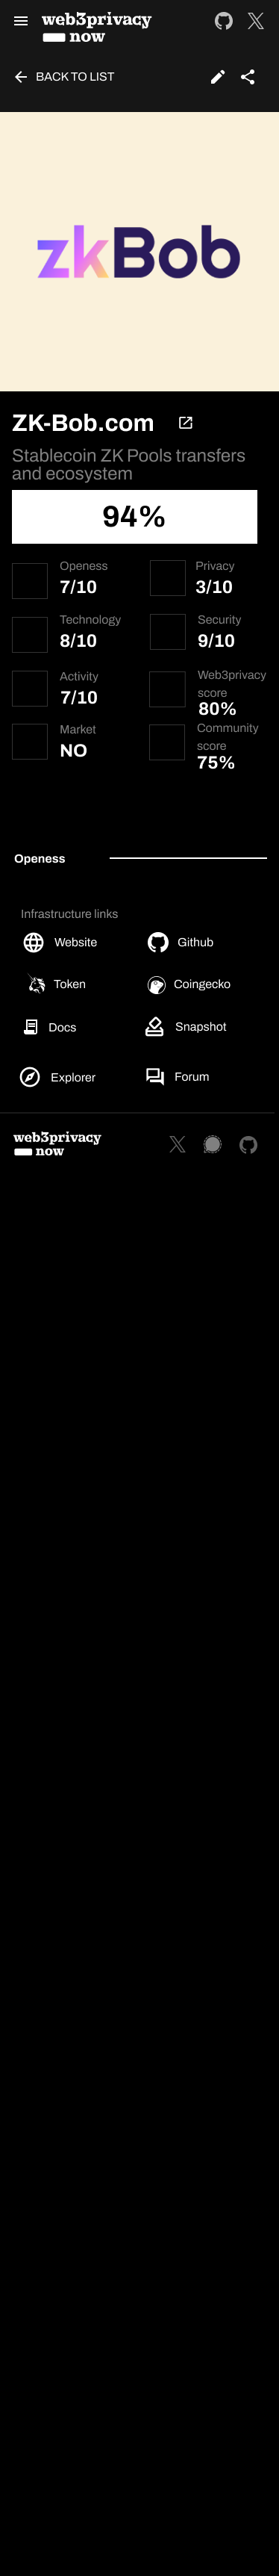 web3privacy
now
BACK TO LIST
zkBob
ZK-Bob.com
Stablecoin ZK Pools transfers
and ecosystem
94%
Openess
7/10
Privacy
3/10
Technology
8/10
Security
9/10
Activity
7/10
Web3privacy
score
80%
Market
NO
Community
score
75%
Openess
Infrastructure links
Website
Github
Token
Coingecko
Docs
Snapshot
Explorer
Forum
web3privacy
now